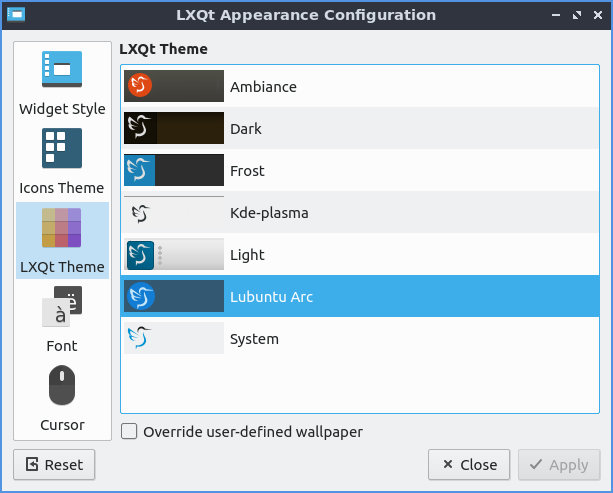 LXQt Appearance Configuration
Widget Style
Icons Theme
LXQt Theme
à
ë
Font
Cursor
LXQt Theme
Ambiance
Dark
Frost
Kde-plasma
Light
Lubuntu Arc
System
Override user-defined wallpaper
Reset
Close
Apply